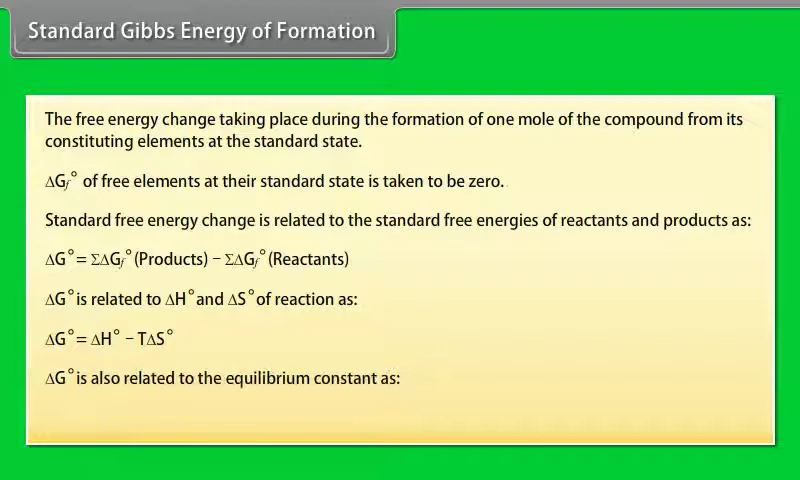 Standard Gibbs Energy of Formation
The free energy change taking place during the formation of one mole of the compound from its
constituting elements at the standard state.
ΔGf° of free elements at their standard state is taken to be zero.
Standard free energy change is related to the standard free energies of reactants and products as:
ΔG°= ΣΔGf°(Products) − ΣΔGf°(Reactants)
ΔG°is related to ΔH°and ΔS°of reaction as:
ΔG°= ΔH° − TΔS°
ΔG°is also related to the equilibrium constant as: